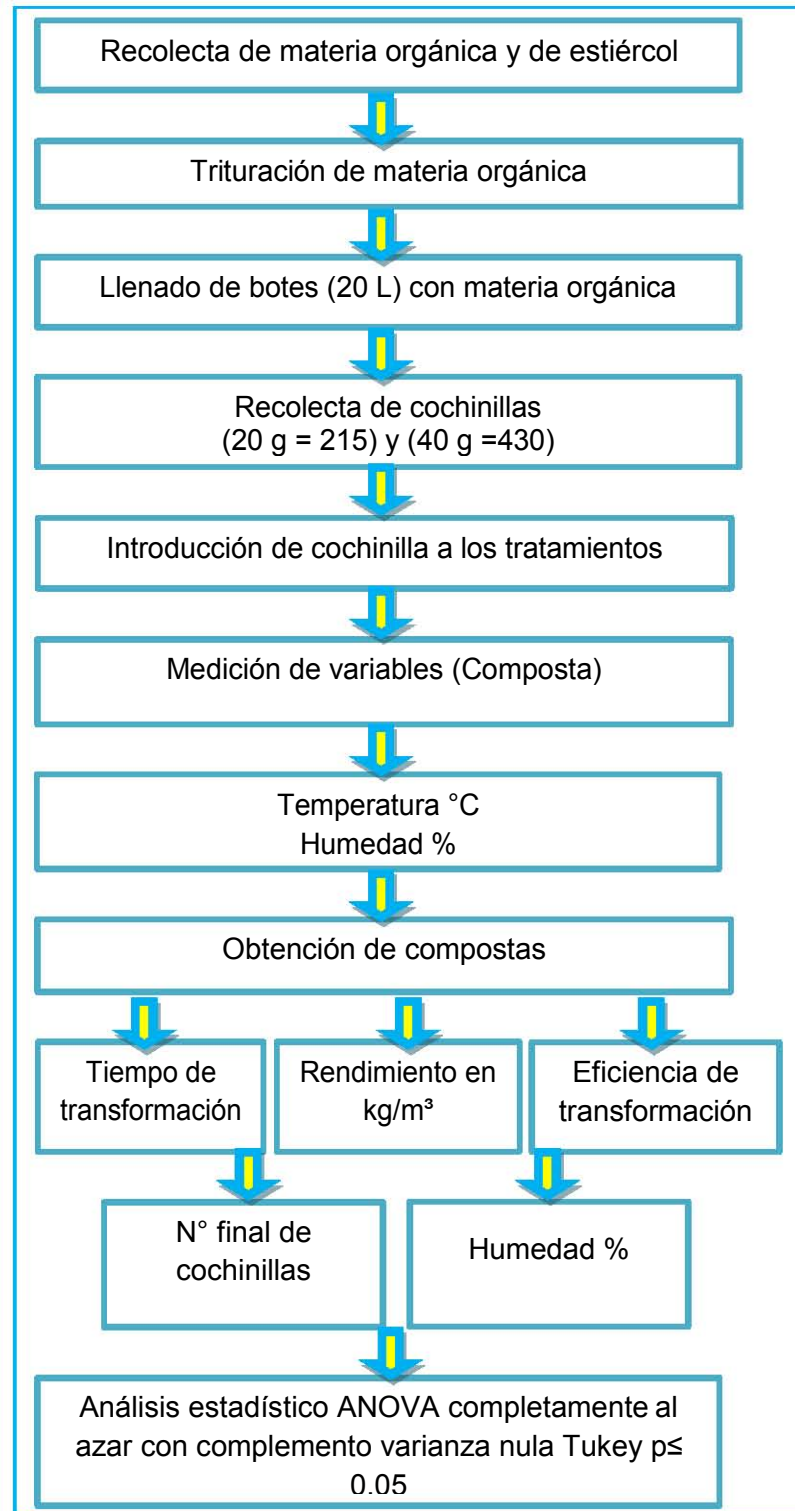 Recolecta de materia orgánica y de estiércol
Trituración de materia orgánica
Llenado de botes (20 L) con materia orgánica
Recolecta de cochinillas
(20 g = 215) y (40 g =430)
Introducción de cochinilla a los tratamientos
Medición de variables (Composta)
Temperatura °C
Humedad %
Obtención de compostas
Tiempo de
transformación
Rendimiento en
kg/m³
Eficiencia de
transformación
N° final de
cochinillas
Humedad %
Análisis estadístico ANOVA completamente al
azar con complemento varianza nula Tukey p≤
0.05